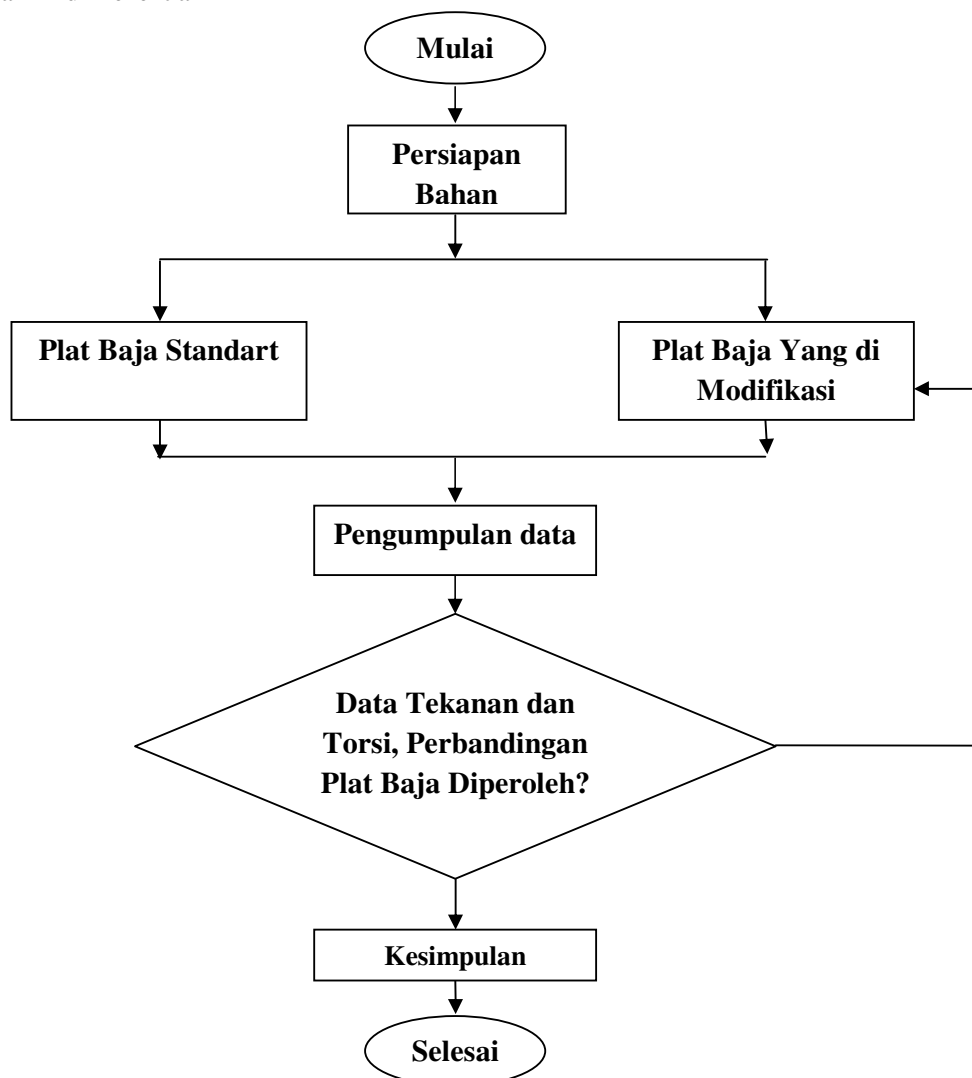 Mulai
Persiapan
Bahan
Plat Baja Standart
Plat Baja Yang di
Modifikasi
Pengumpulan data
Data Tekanan dan
Torsi, Perbandingan
Plat Baja Diperoleh?
Kesimpulan
Selesai